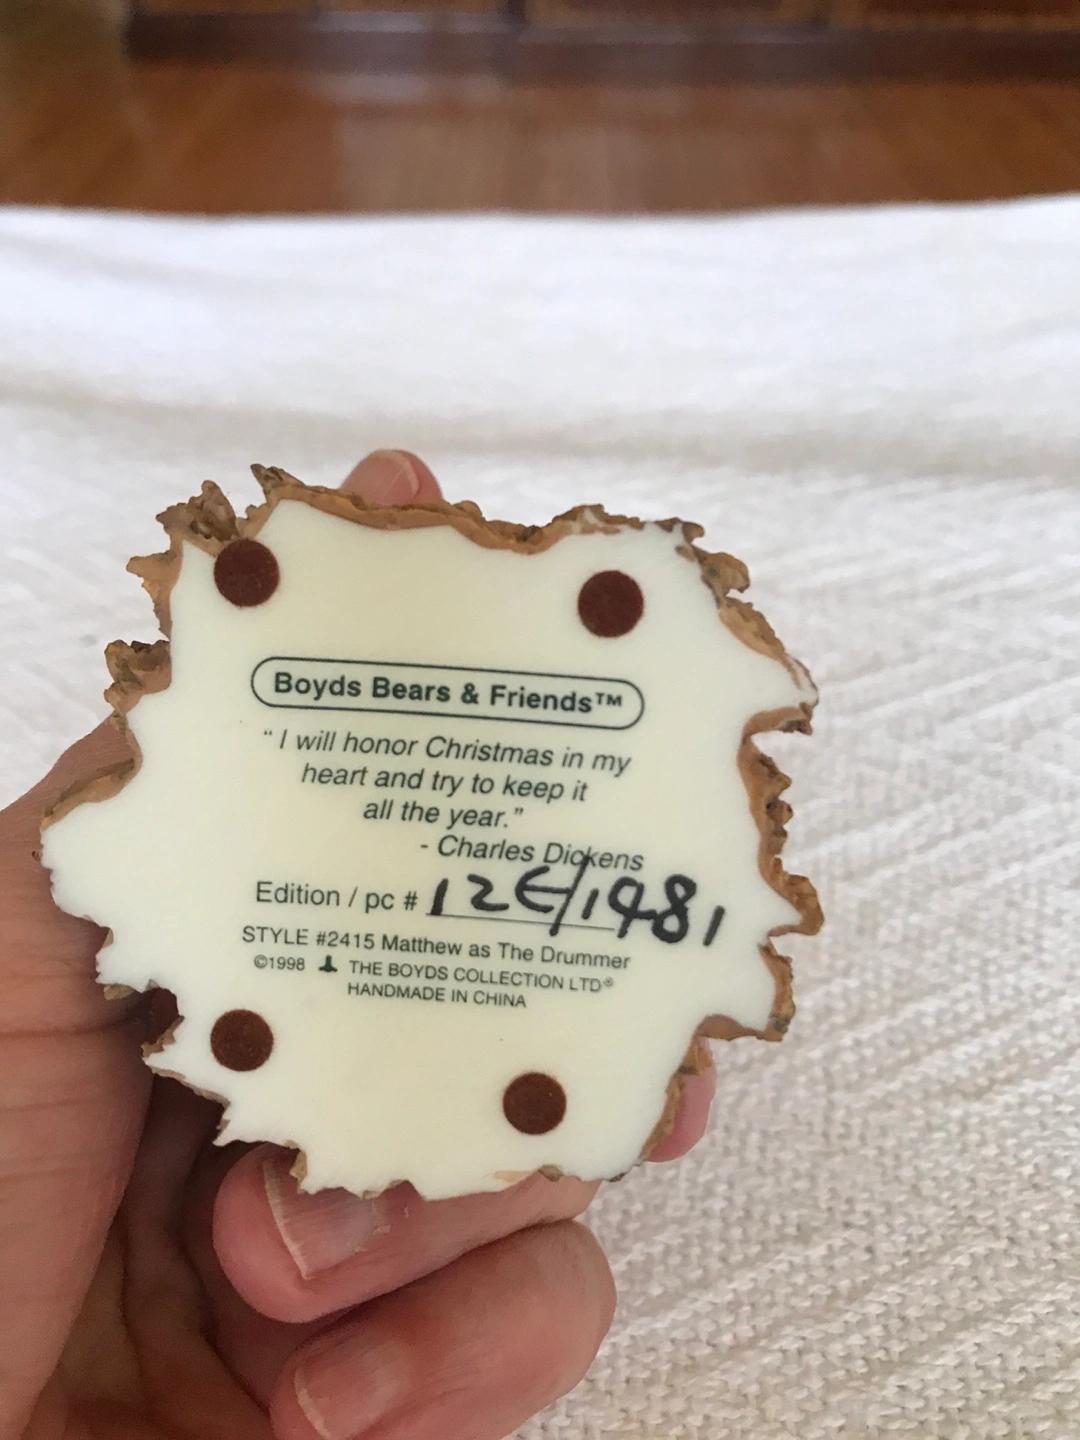 Boyds Bears & Friends™
“ I will honor Christmas in my
heart and try to keep it
all the year.”
- Charles Dickens
Edition / pc # 12E/1981
STYLE #2415 Matthew as The Drummer
©1998 THE BOYDS COLLECTION LTD®
HANDMADE IN CHINA